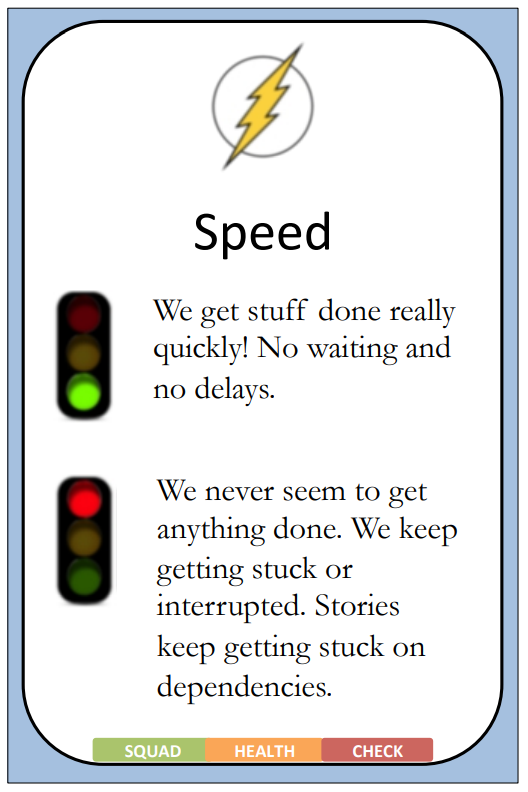 Speed
We get stuff done really
quickly! No waiting and
no delays.
We never seem to get
anything done. We keep
getting stuck or
interrupted. Stories
keep getting stuck on
dependencies.
SQUAD HEALTH CHECK